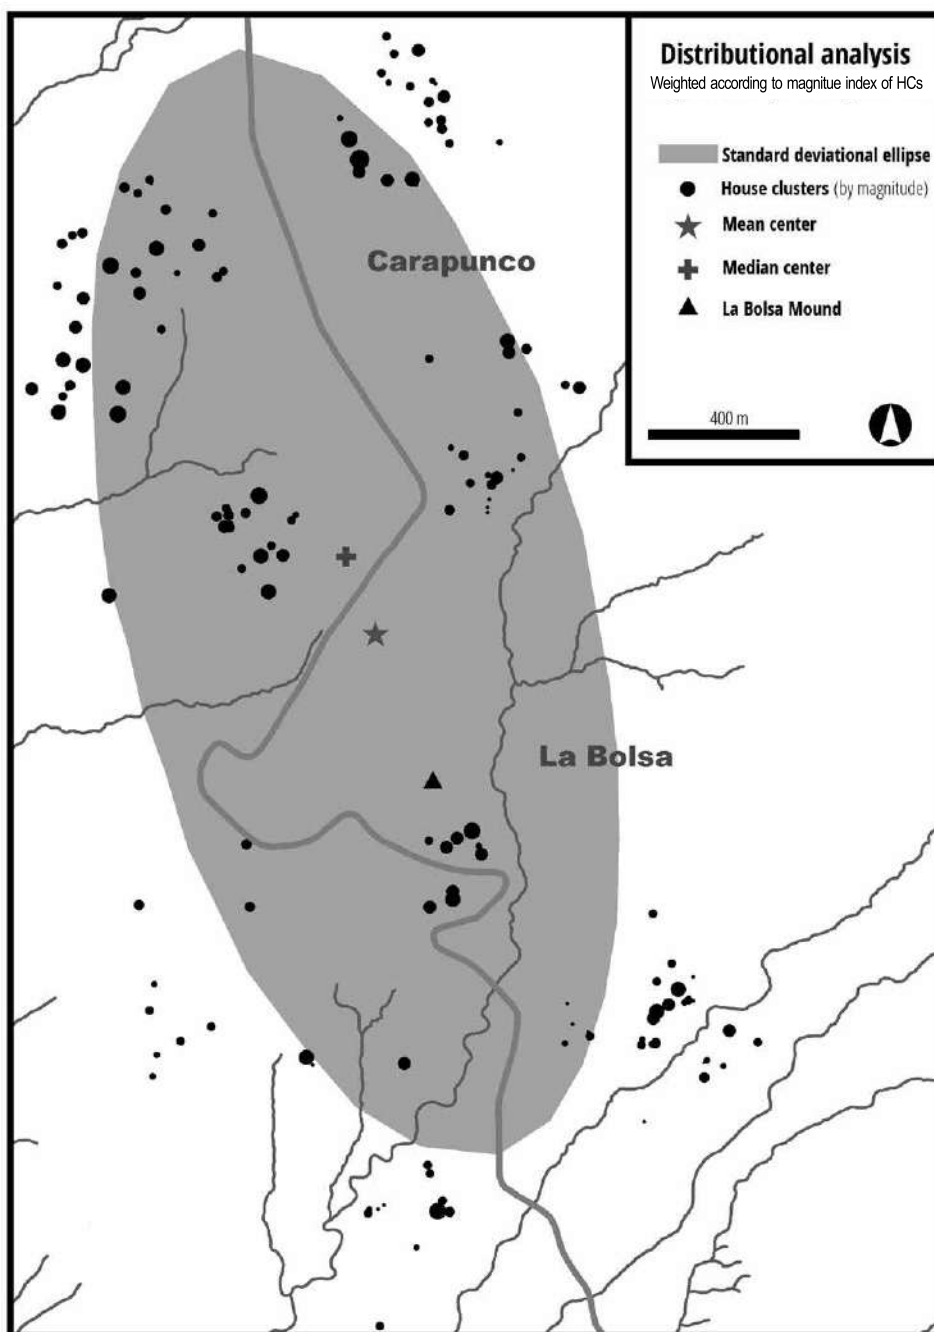 Distributional analysis
Weighted according to magnitue index of HCs
Standard deviational ellipse
House clusters (by magnitude)
Mean center
Median center
La Bolsa Mound
400 m
Carapunco
La Bolsa